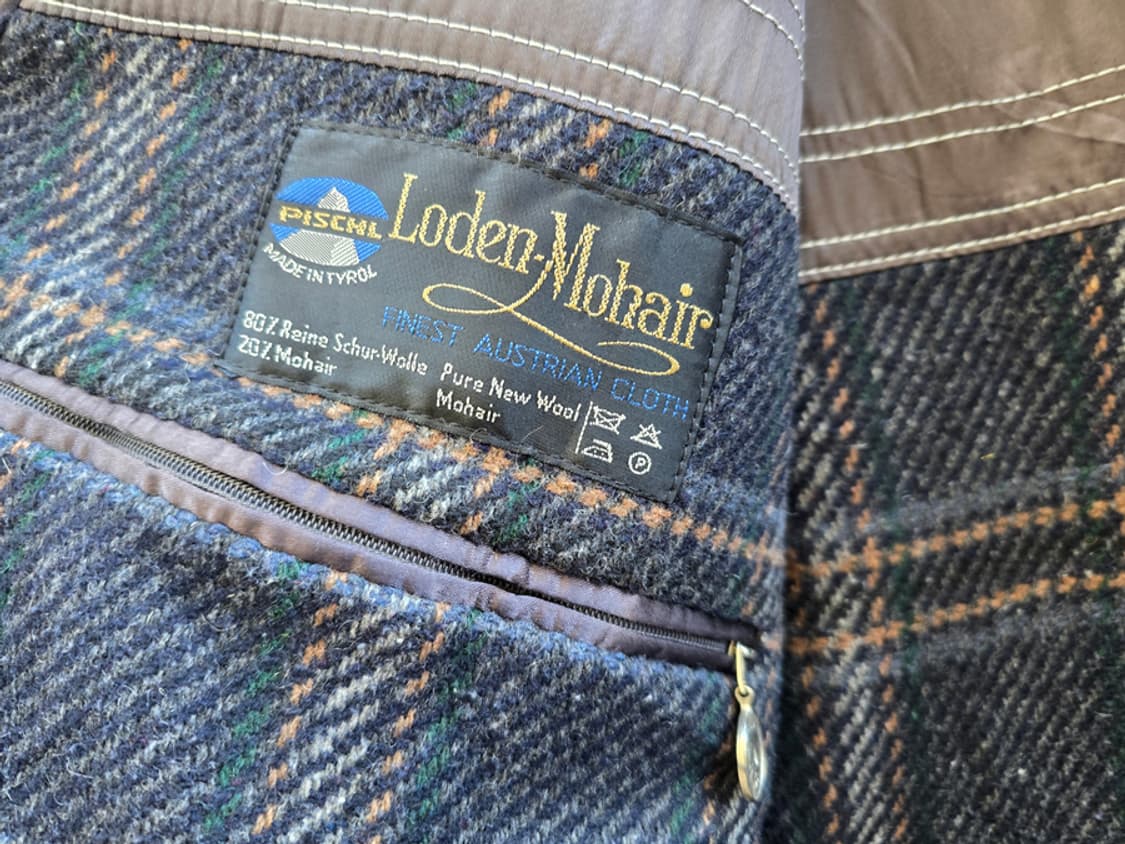 PISCHL
MADE IN TYROL
Loden-Mohair
FINEST AUSTRIAN CLOTH
80% Reine Schur-Wolle
20% Mohair
Pure New Wool
Mohair
P